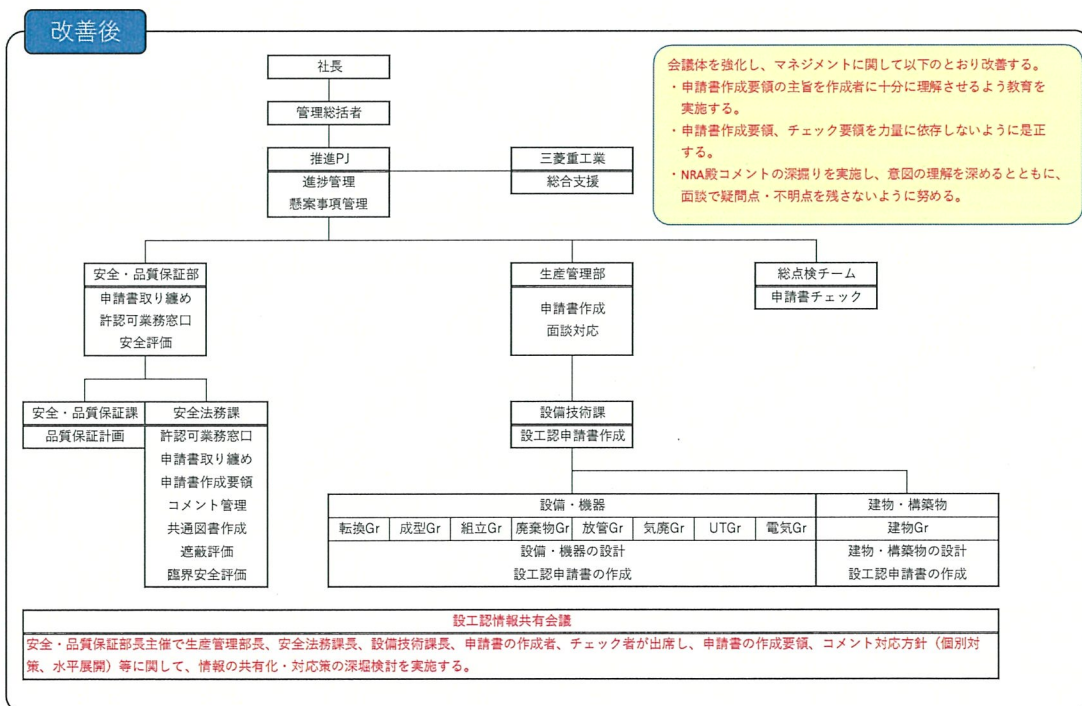 改善後
社長
管理総括者
推進PJ
進捗管理
懸案事項管理
三菱重工業
総合支援
会議体を強化し、マネジメントに関して以下のとおり改善する。
・申請書作成要領の主旨を作成者に十分に理解させるよう教育を
実施する。
・申請書作成要領、チェック要領を力量に依存しないように是正
する。
・NRA殿コメントの深掘りを実施し、意図の理解を深めるとともに、
面談で疑問点・不明点を残さないように努める。
安全・品質保証部
申請書取り纏め
許認可業務窓口
安全評価
生産管理部
申請書作成
面談対応
総点検チーム
申請書チェック
安全・品質保証課
品質保証計画
安全法務課
許認可業務窓口
申請書取り纏め
申請書作成要領
コメント管理
共通図書作成
遮蔽評価
臨界安全評価
設備技術課
設工認申請書作成
設備・機器
転換Gr 成型Gr 組立Gr 廃棄物Gr 放管Gr 気廃Gr UTGr 電気Gr
設備・機器の設計
設工認申請書の作成
建物・構築物
建物Gr
建物・構築物の設計
設工認申請書の作成
設工認情報共有会議
安全・品質保証部長主催で生産管理部長、安全法務課長、設備技術課長、申請書の作成者、チェック者が出席し、申請書の作成要領、コメント対応方針（個別対
策、水平展開）等に関して、情報の共有化・対応策の深堀検討を実施する。